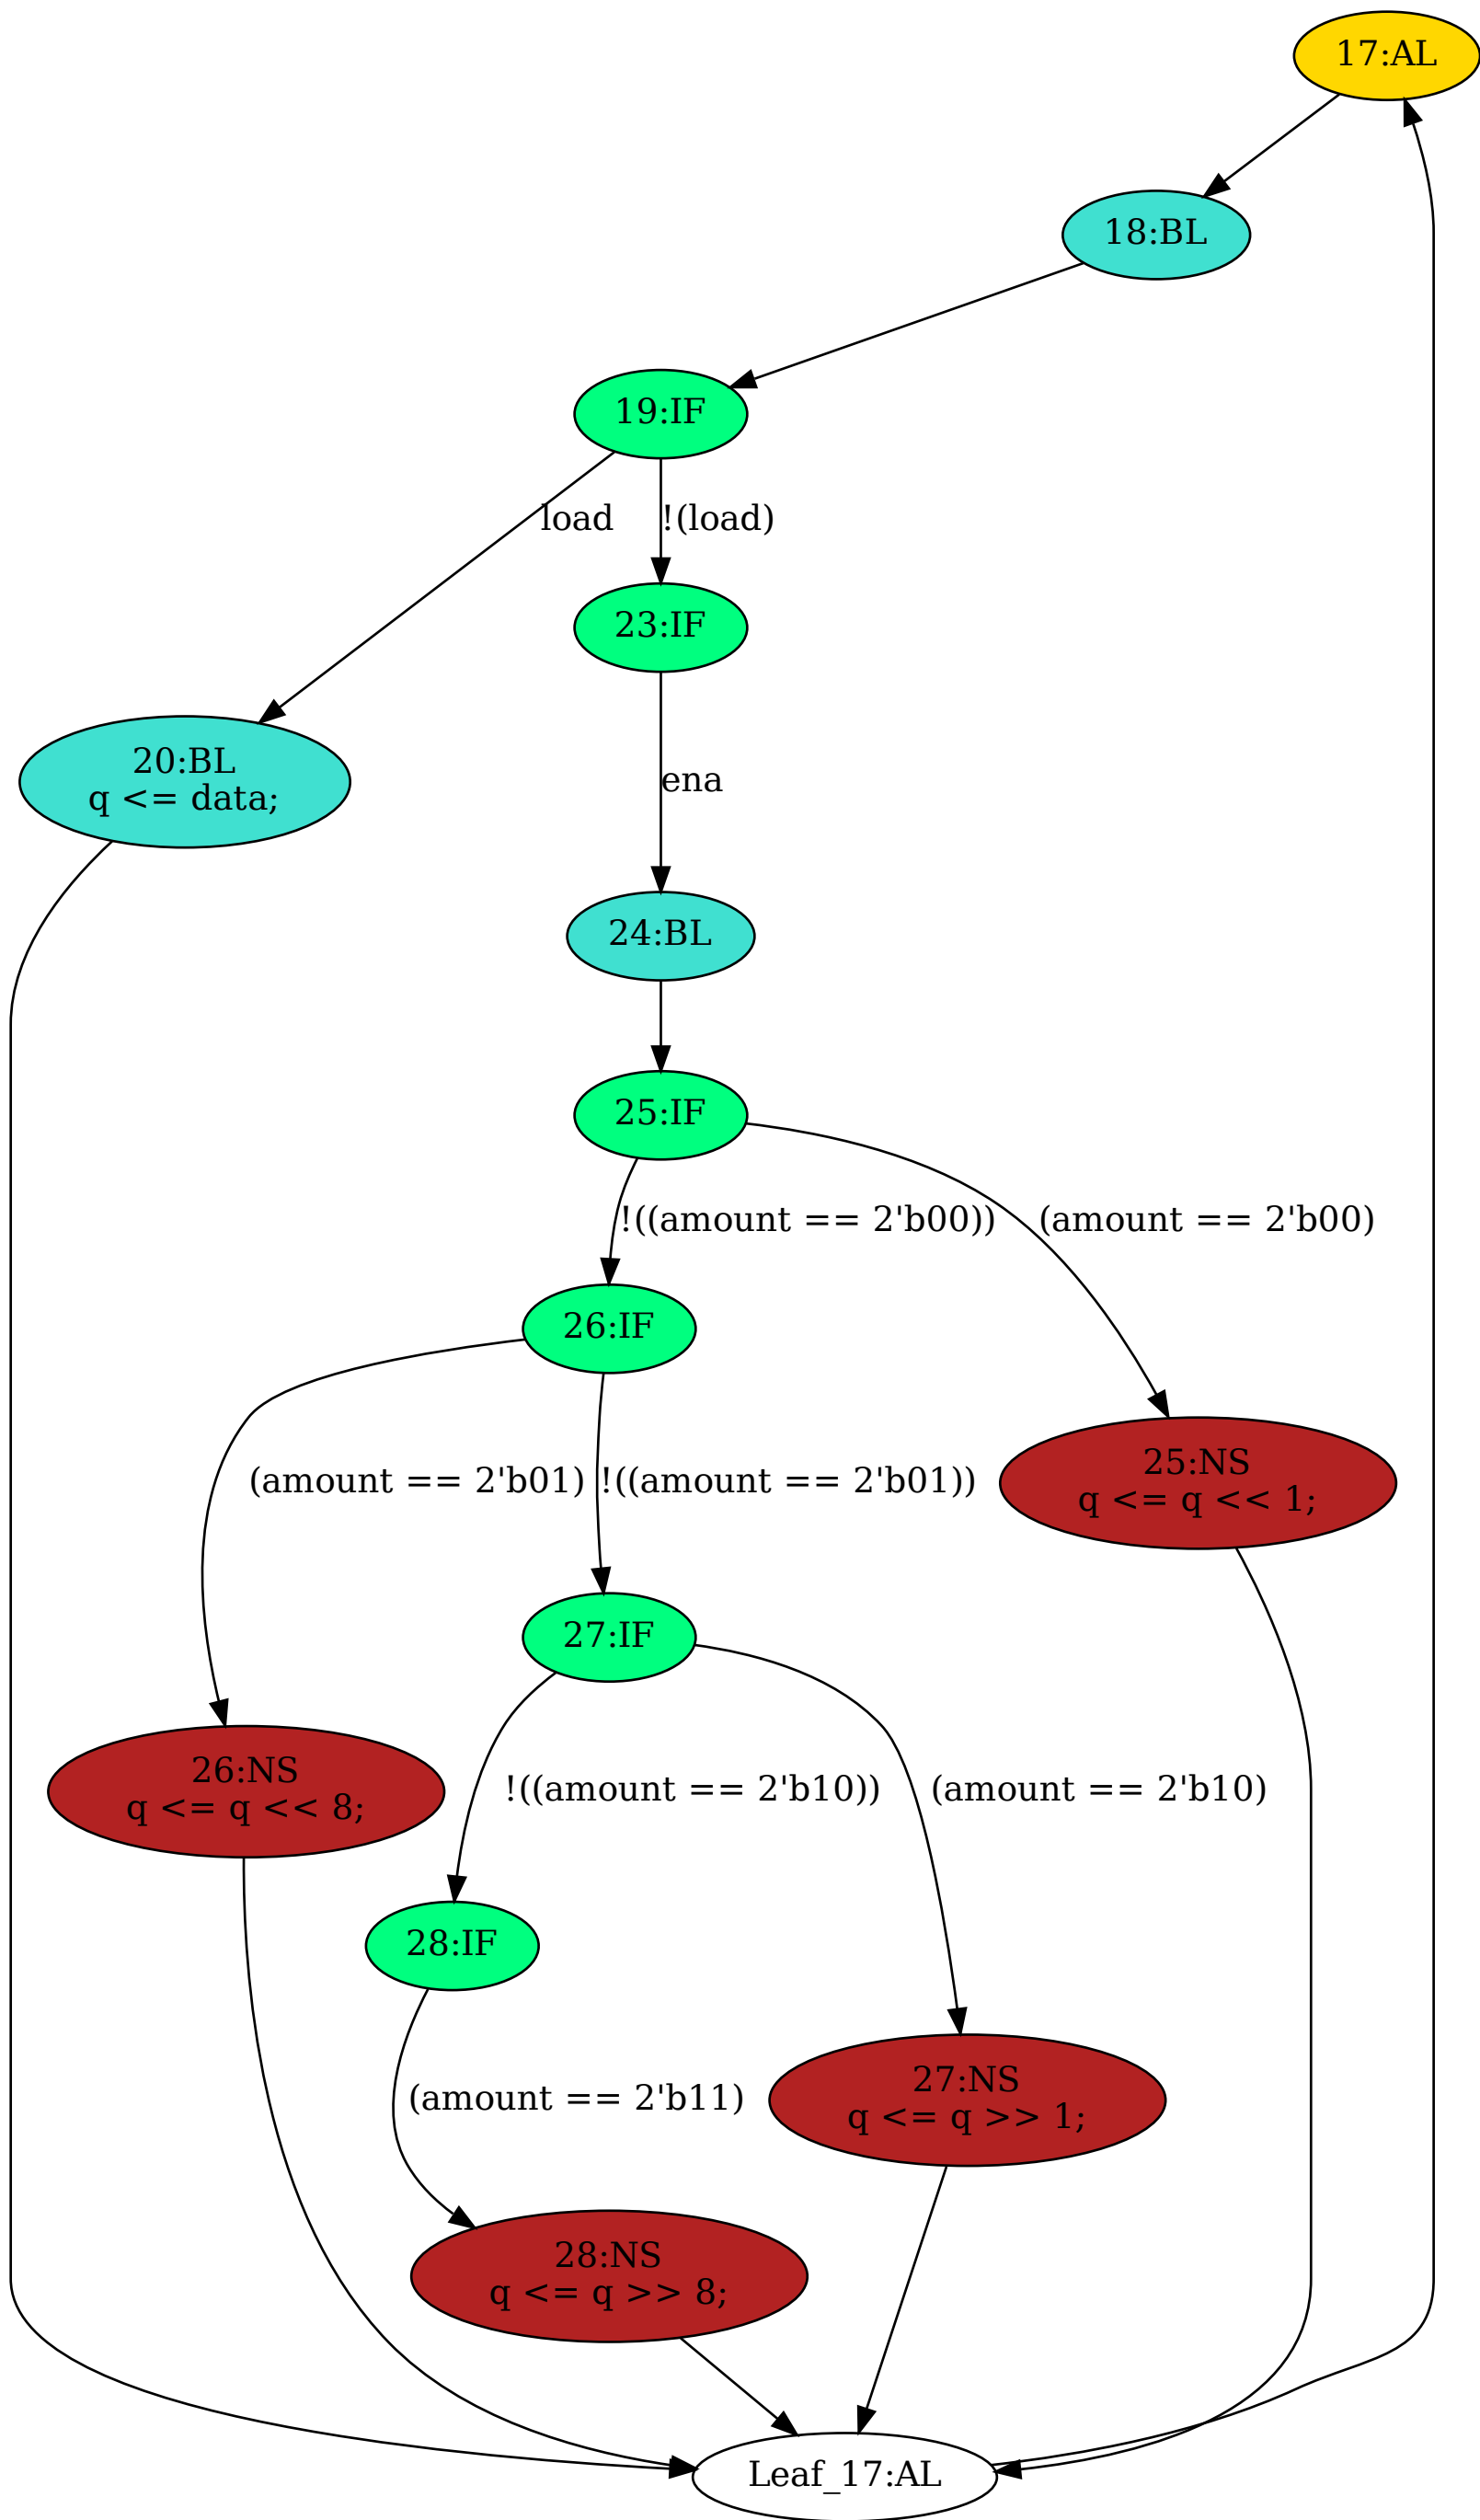 17:AL
18:BL
19:IF
load
!(load)
23:IF
20:BL
q <= data;
ena
24:BL
25:IF
!((amount == 2'b00))
(amount == 2'b00)
26:IF
(amount == 2'b01)
!((amount == 2'b01))
25:NS
q <= q << 1;
27:IF
26:NS
q <= q << 8;
!((amount == 2'b10))
(amount == 2'b10)
28:IF
(amount == 2'b11)
27:NS
q <= q >> 1;
28:NS
q <= q >> 8;
Leaf_17:AL